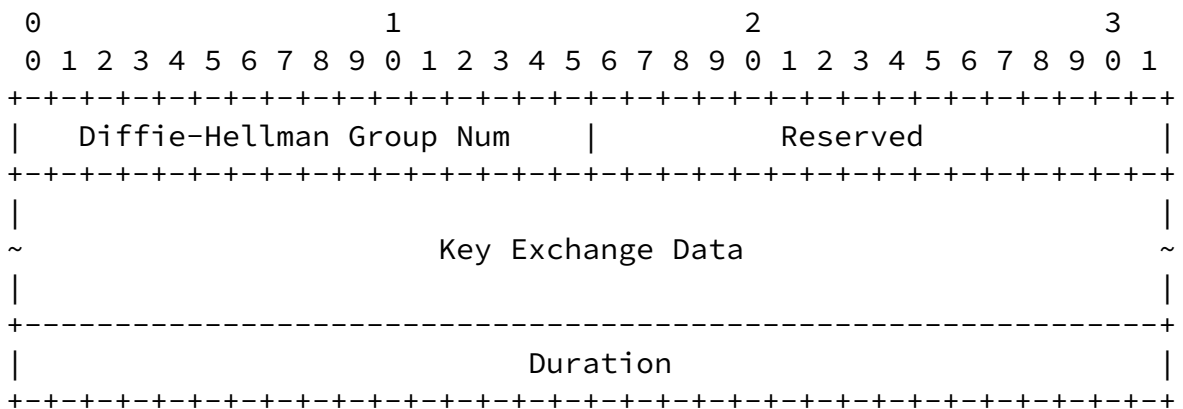 0                   1                   2                   3
 0 1 2 3 4 5 6 7 8 9 0 1 2 3 4 5 6 7 8 9 0 1 2 3 4 5 6 7 8 9 0 1
+-+-+-+-+-+-+-+-+-+-+-+-+-+-+-+-+-+-+-+-+-+-+-+-+-+-+-+-+-+-+-+-+
|   Diffie-Hellman Group Num    |          Reserved             |
+-+-+-+-+-+-+-+-+-+-+-+-+-+-+-+-+-+-+-+-+-+-+-+-+-+-+-+-+-+-+-+-+
|                                                               |
~                       Key Exchange Data                       ~
|                                                               |
+---------------------------------------------------------------+
|                            Duration                           |
+-+-+-+-+-+-+-+-+-+-+-+-+-+-+-+-+-+-+-+-+-+-+-+-+-+-+-+-+-+-+-+-+